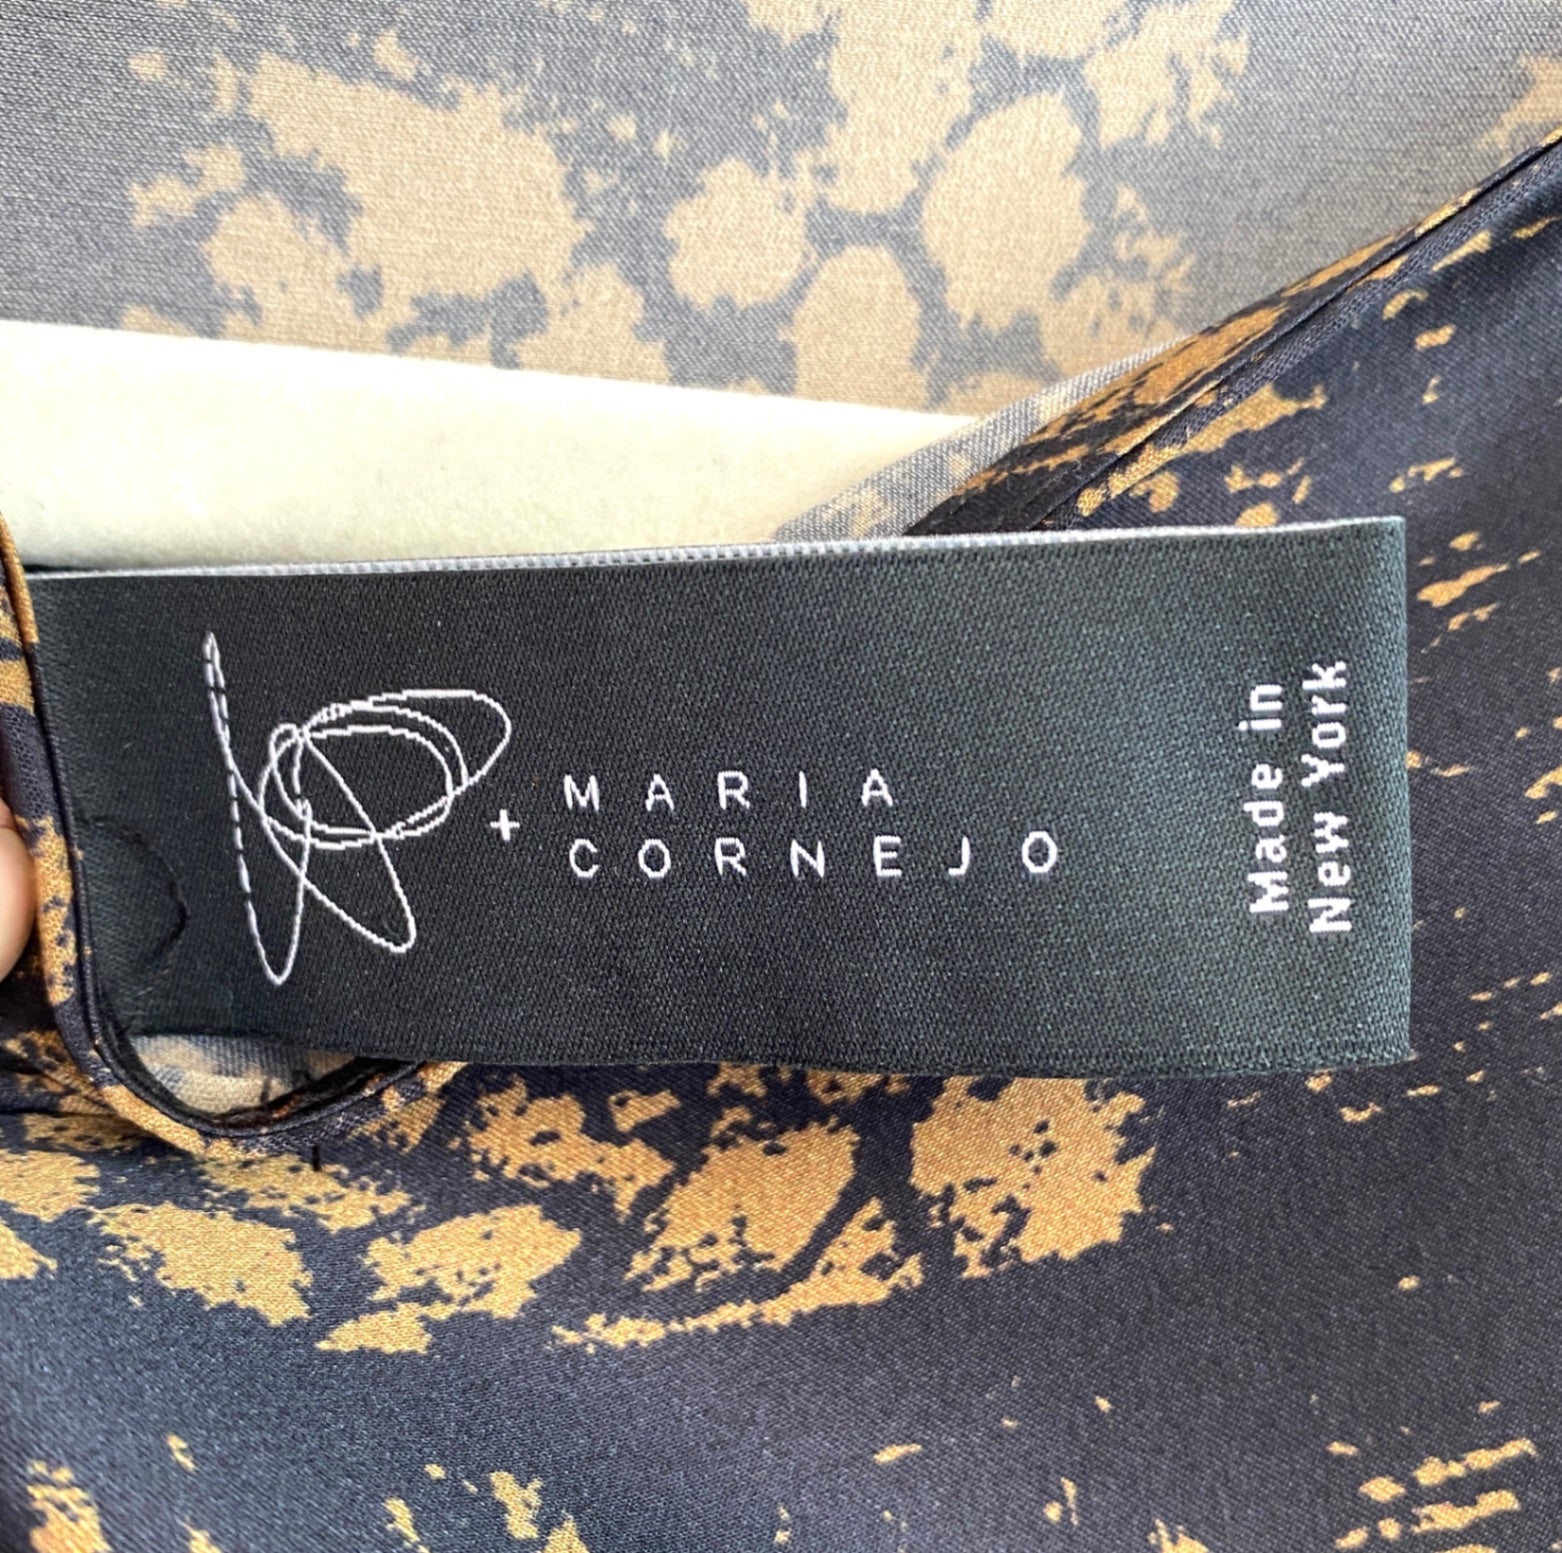 + MARIA
CORNEJO
Made in
New York